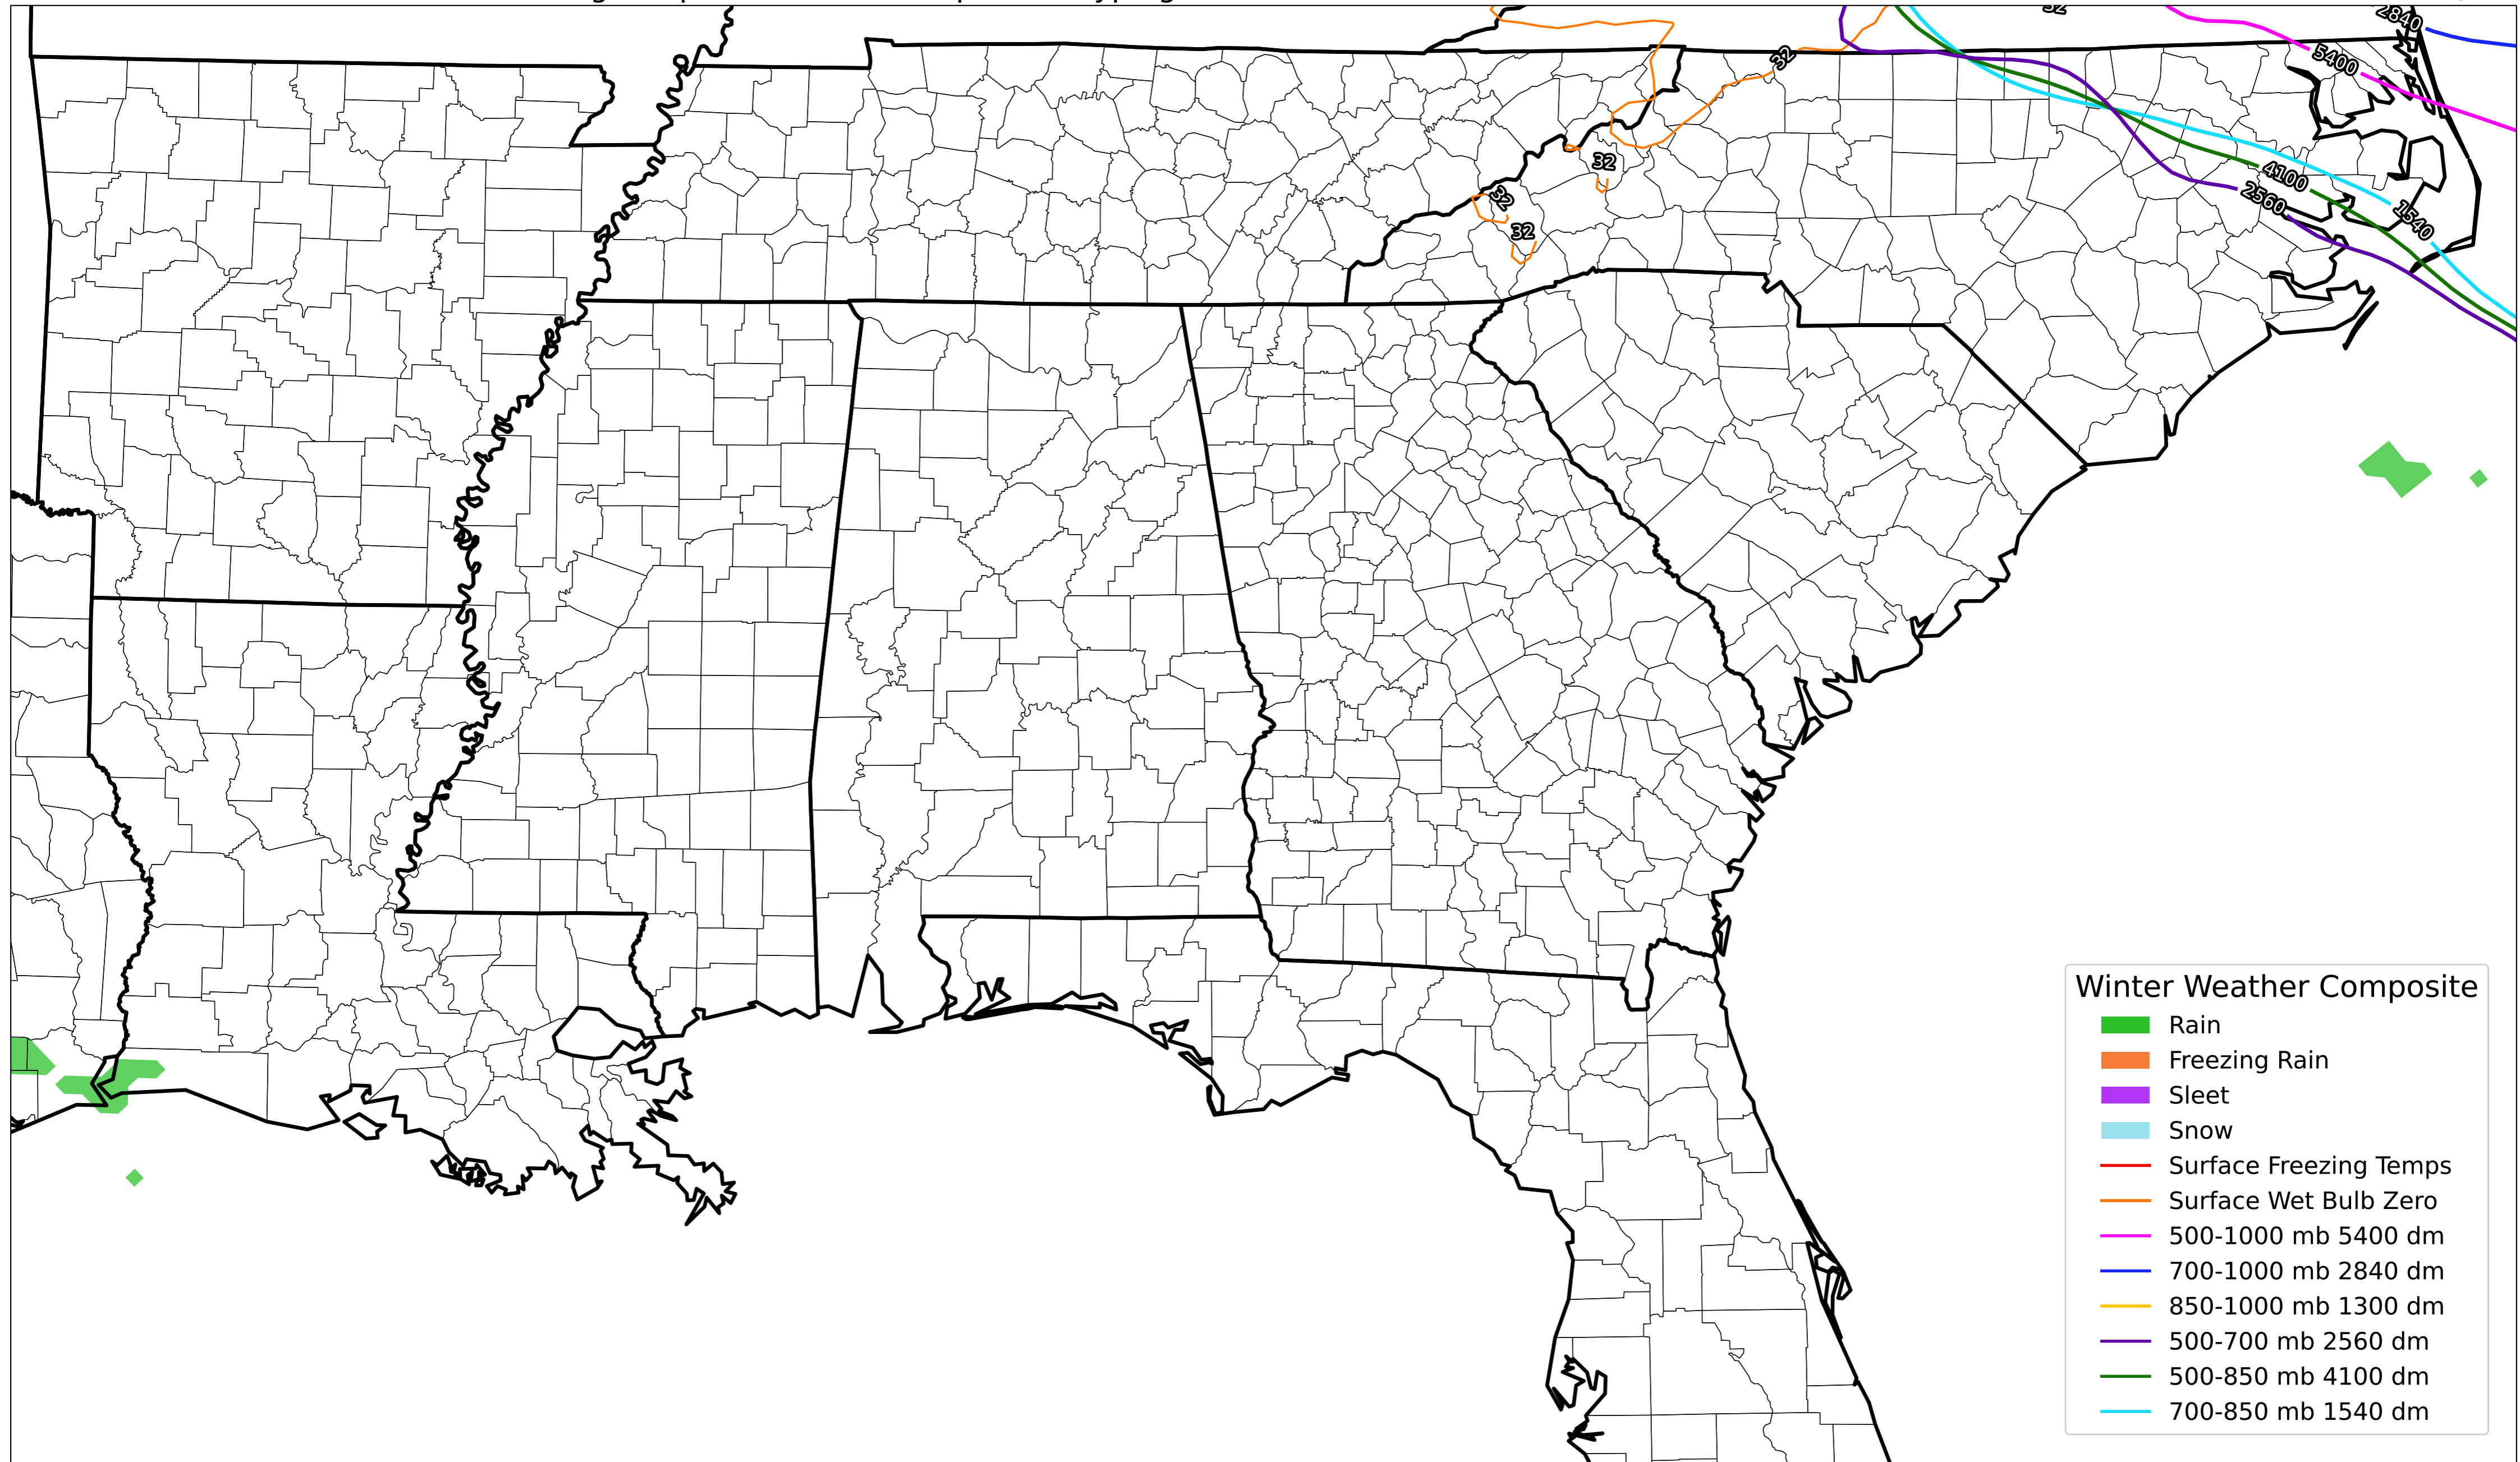 32
2840
5400
32
32
32
32
4100
2560
1540
Winter Weather Composite
Rain
Freezing Rain
Sleet
Snow
Surface Freezing Temps
Surface Wet Bulb Zero
500-1000 mb 5400 dm
700-1000 mb 2840 dm
850-1000 mb 1300 dm
500-700 mb 2560 dm
500-850 mb 4100 dm
700-850 mb 1540 dm